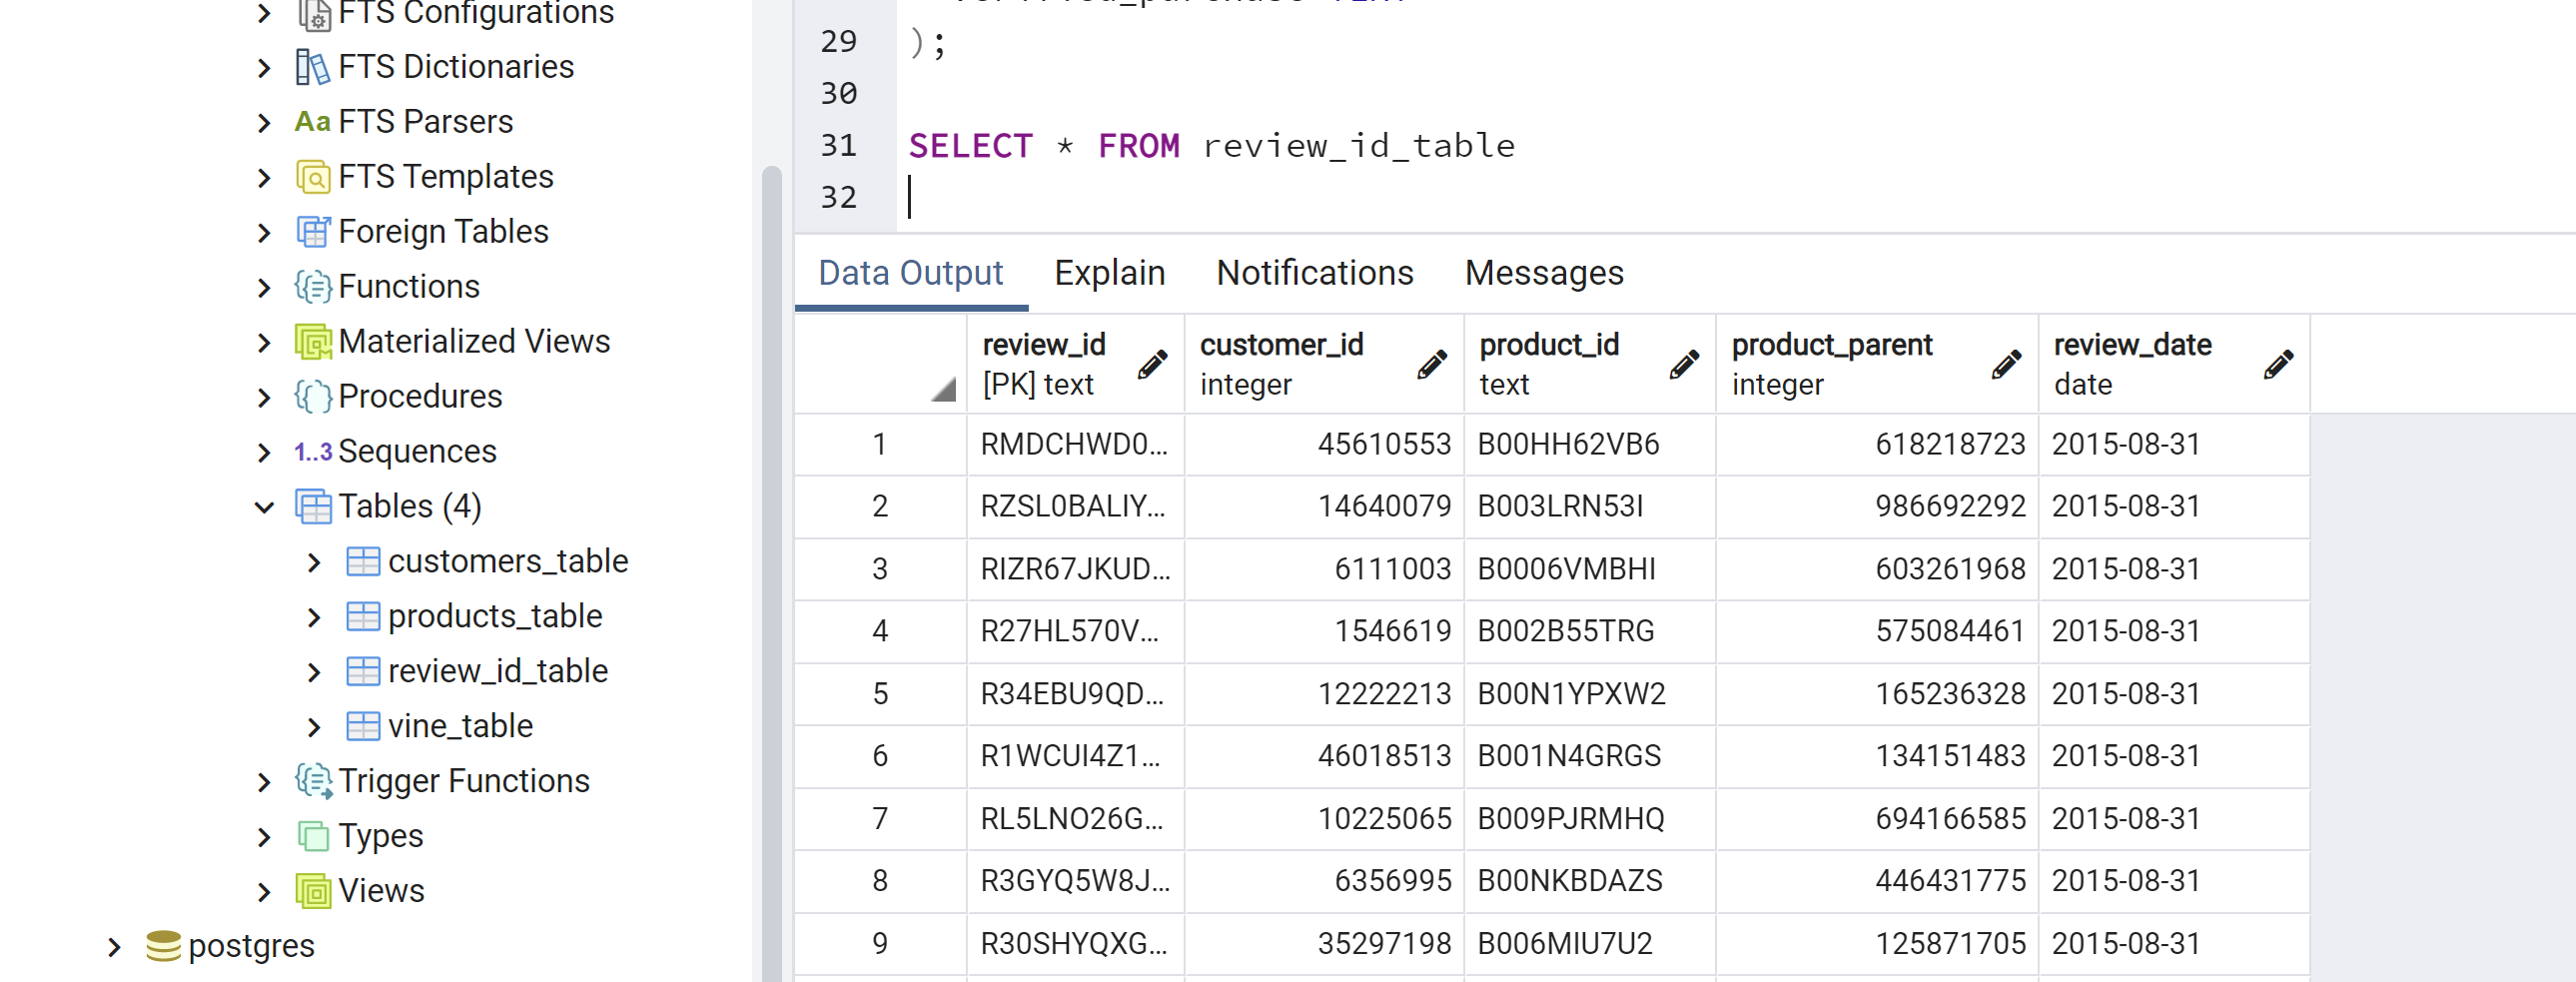 FTS Configurations
FTS Dictionaries
Aa FTS Parsers
FTS Templates
Foreign Tables
Functions
Materialized Views
Procedures
1..3 Sequences
Tables (4)
customers_table
products_table
review_id_table
vine_table
Trigger Functions
Types
Views
postgres
29 );
30
31 SELECT * FROM review_id_table
32
Data Output Explain Notifications Messages
review_id customer_id product_id product_parent review_date
[PK] text integer text integer date
1 RMDCHWD0... 45610553 B00HH62VB6 618218723 2015-08-31
2 RZSL0BALIY... 14640079 B003LRN53I 986692292 2015-08-31
3 RIZR67JKUD... 6111003 B0006VMBHI 603261968 2015-08-31
4 R27HL570V... 1546619 B002B55TRG 575084461 2015-08-31
5 R34EBU9QD... 12222213 B00N1YPXW2 165236328 2015-08-31
6 R1WCUI4Z1... 46018513 B001N4GRGS 134151483 2015-08-31
7 RL5LNO26G... 10225065 B009PJRMHQ 694166585 2015-08-31
8 R3GYQ5W8J... 6356995 B00NKBDAZS 446431775 2015-08-31
9 R30SHYQXG... 35297198 B006MIU7U2 125871705 2015-08-31